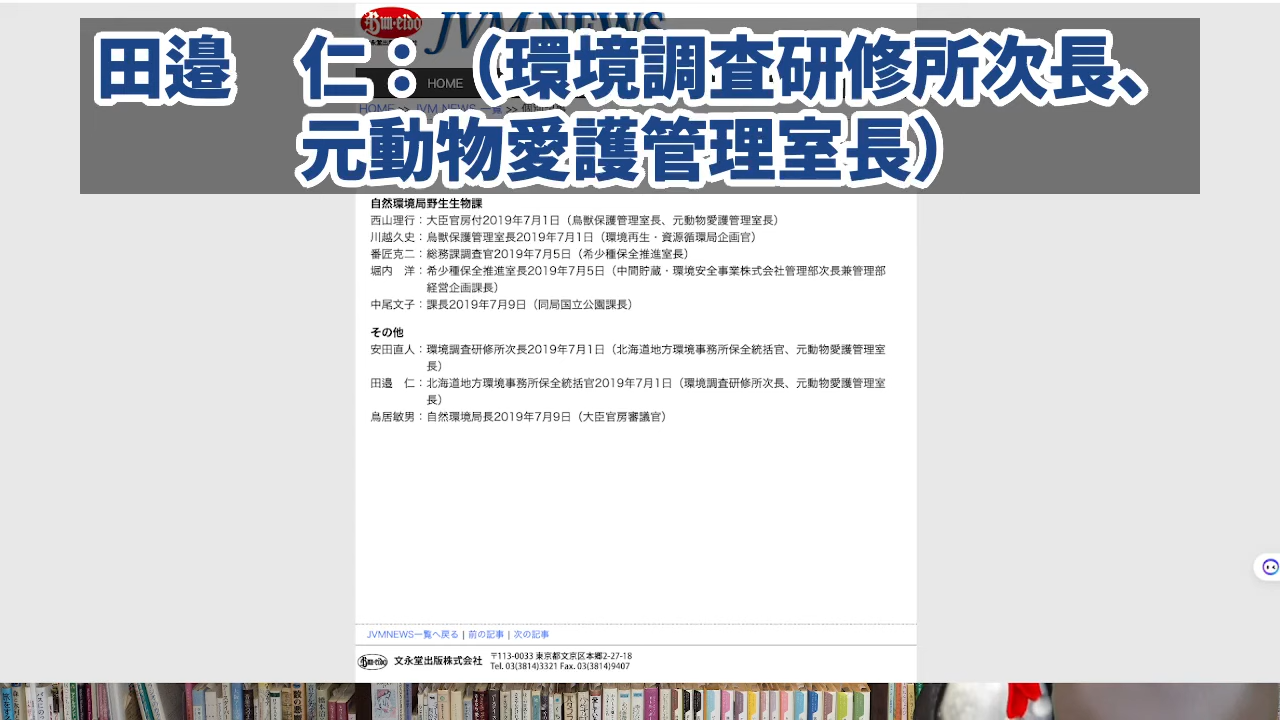 Bun·eido
JVM NEWS
田邉　仁：（環境調査研修所次長、
元動物愛護管理室長）
HOME
HOME >> JVM NEWS 一覧 >>
自然環境局野生生物課
西山理行：大臣官房付2019年7月1日（鳥獣保護管理室長、元動物愛護管理室長）
川越久史：鳥獣保護管理室長2019年7月1日（環境再生・資源循環局企画官）
番匠克二：総務課調査官2019年7月5日（希少種保全推進室長）
堀内　洋：希少種保全推進室長2019年7月5日（中間貯蔵・環境安全事業株式会社管理部次長兼管理部
経営企画課長）
中尾文子：課長2019年7月9日（同局国立公園課長）
その他
安田直人：環境調査研修所次長2019年7月1日（北海道地方環境事務所保全統括官、元動物愛護管理室
長）
田邉　仁：北海道地方環境事務所保全統括官2019年7月1日（環境調査研修所次長、元動物愛護管理室
長）
鳥居敏男：自然環境局長2019年7月9日（大臣官房審議官）
JVMNEWS一覧へ戻る | 前の記事 | 次の記事
Bun·eido 文永堂出版株式会社 〒113-0033 東京都文京区本郷2-27-18
Tel. 03(3814)3321 Fax. 03(3814)9407